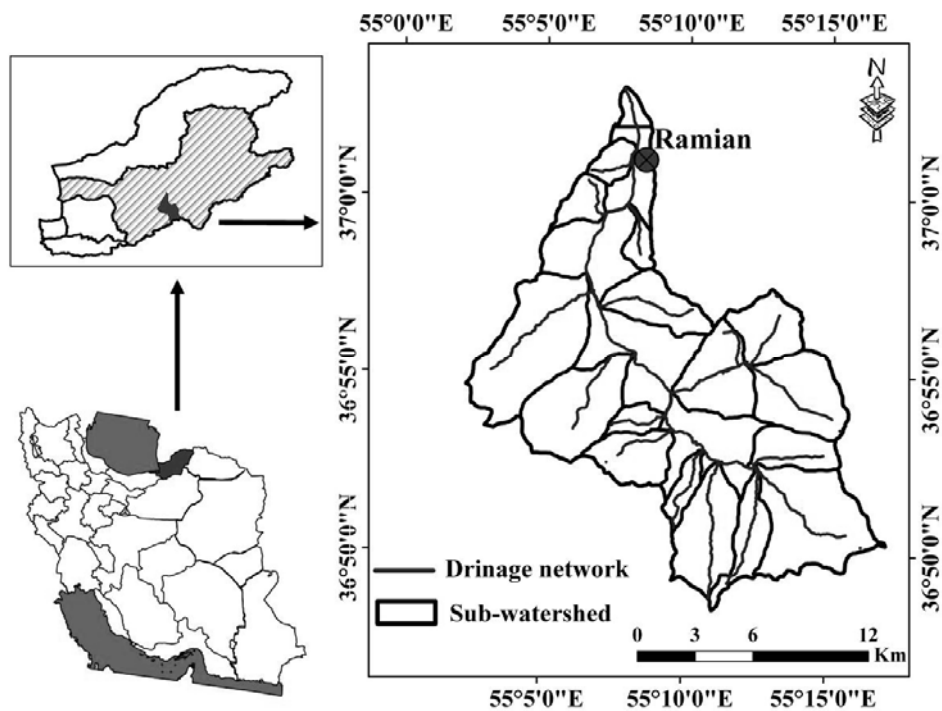 55°0'0"E 55°5'0"E 55°10'0"E 55°15'0"E
N
Ramian
37°0'0"N
37°0'0"N
36°55'0"N
36°55'0"N
36°50'0"N
36°50'0"N
Drinage network
Sub-watershed
0 3 6 12
Km
55°5'0"E 55°10'0"E 55°15'0"E